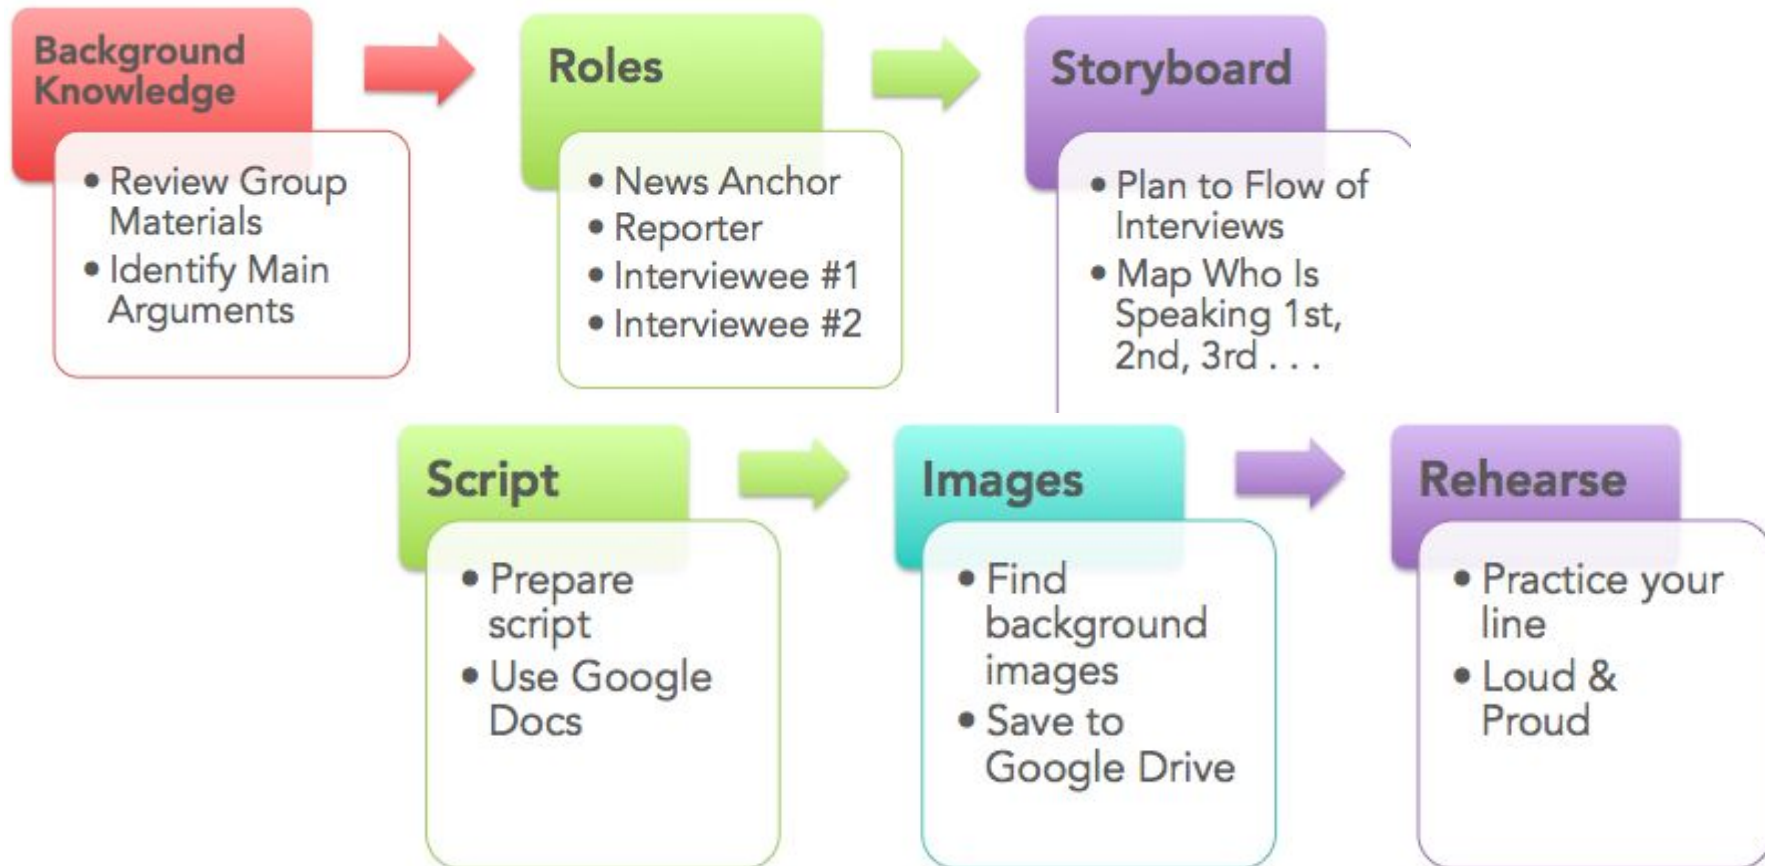 Background
Knowledge
• Review Group
Materials
• Identify Main
Arguments
Roles
• News Anchor
• Reporter
• Interviewee #1
• Interviewee #2
Storyboard
• Plan to Flow of
Interviews
• Map Who Is
Speaking 1st,
2nd, 3rd . . .
Script
• Prepare
script
• Use Google
Docs
Images
• Find
background
images
• Save to
Google Drive
Rehearse
• Practice your
line
• Loud &
Proud